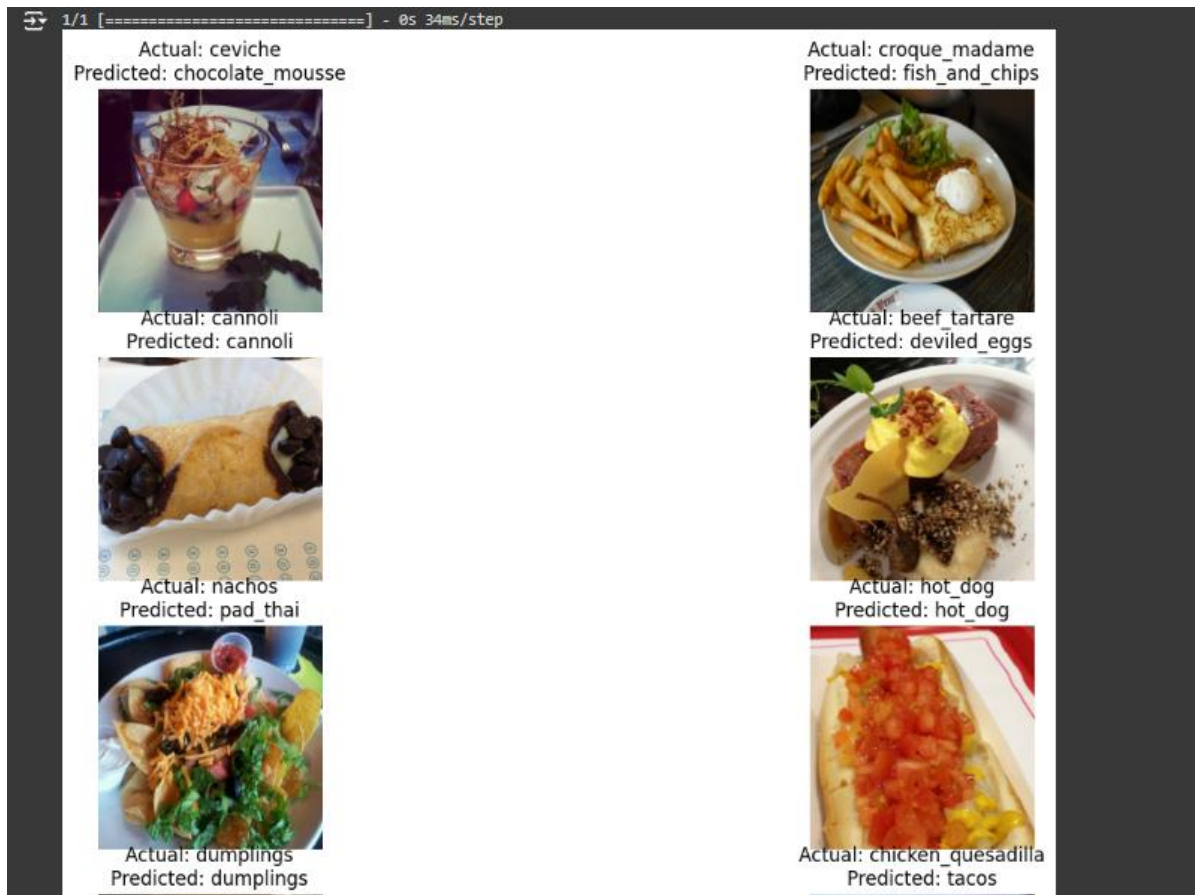 1/1 [==============================] - 0s 34ms/step
Actual: ceviche
Predicted: chocolate_mousse
Actual: croque_madame
Predicted: fish_and_chips
Actual: cannoli
Predicted: cannoli
Actual: beef_tartare
Predicted: deviled_eggs
Actual: nachos
Predicted: pad_thai
Actual: hot_dog
Predicted: hot_dog
Actual: dumplings
Predicted: dumplings
Actual: chicken_quesadilla
Predicted: tacos